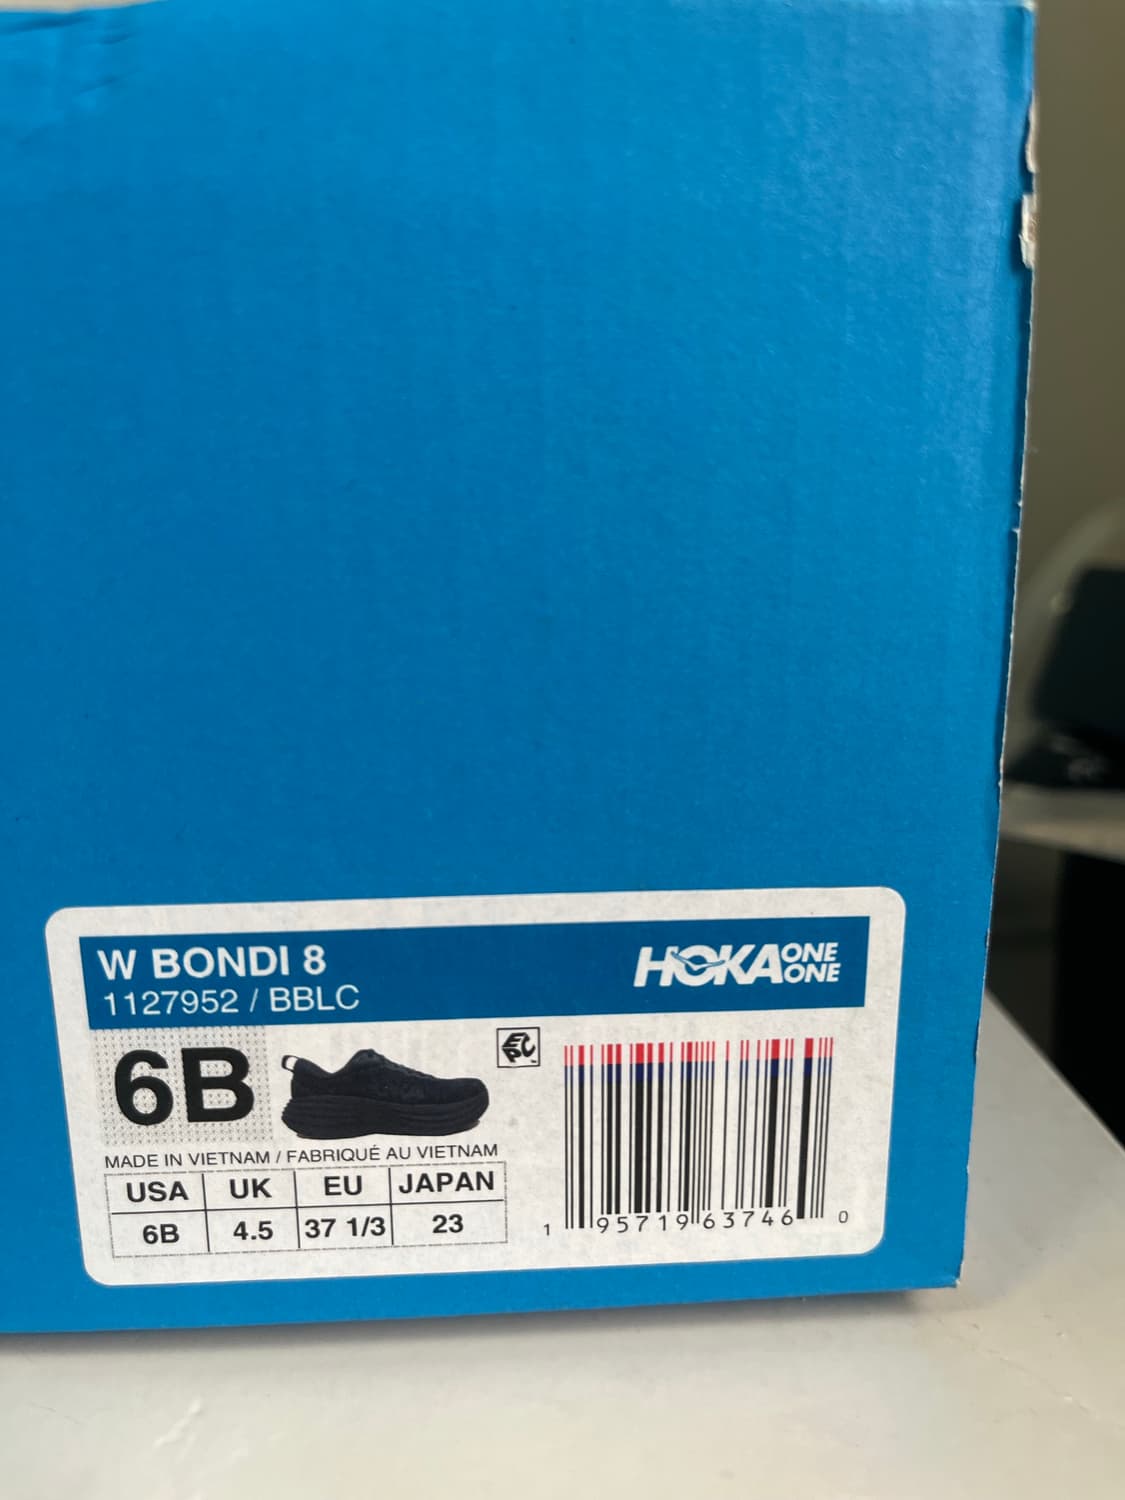 W BONDI 8
1127952 / BBLC
HOKA ONE ONE
6B
EPC
MADE IN VIETNAM / FABRIQUÉ AU VIETNAM
USA UK EU JAPAN
6B 4.5 37 1/3 23
1 95719 63746 0